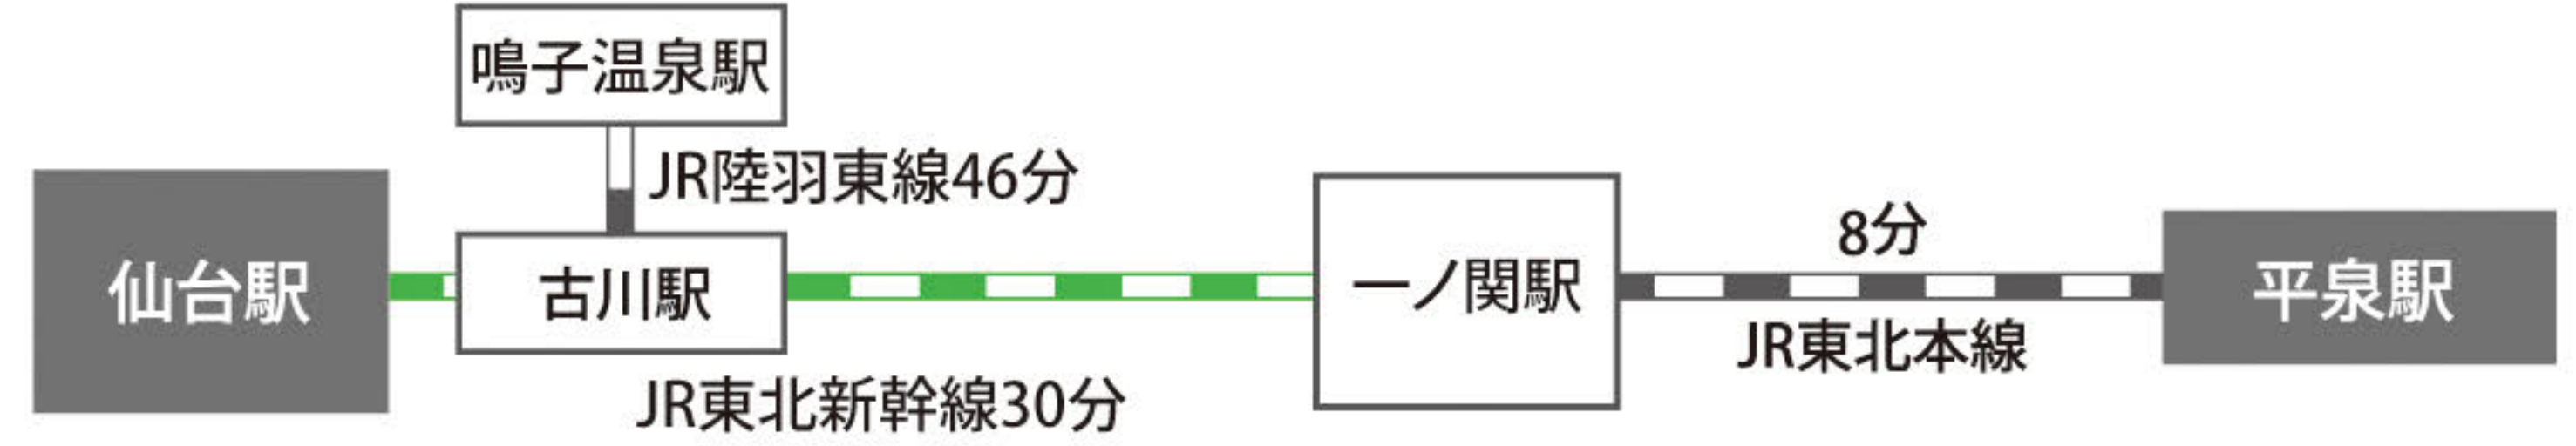 鳴子温泉駅
JR陸羽東線46分
仙台駅
古川駅
一ノ関駅
8分
平泉駅
JR東北本線
JR東北新幹線30分